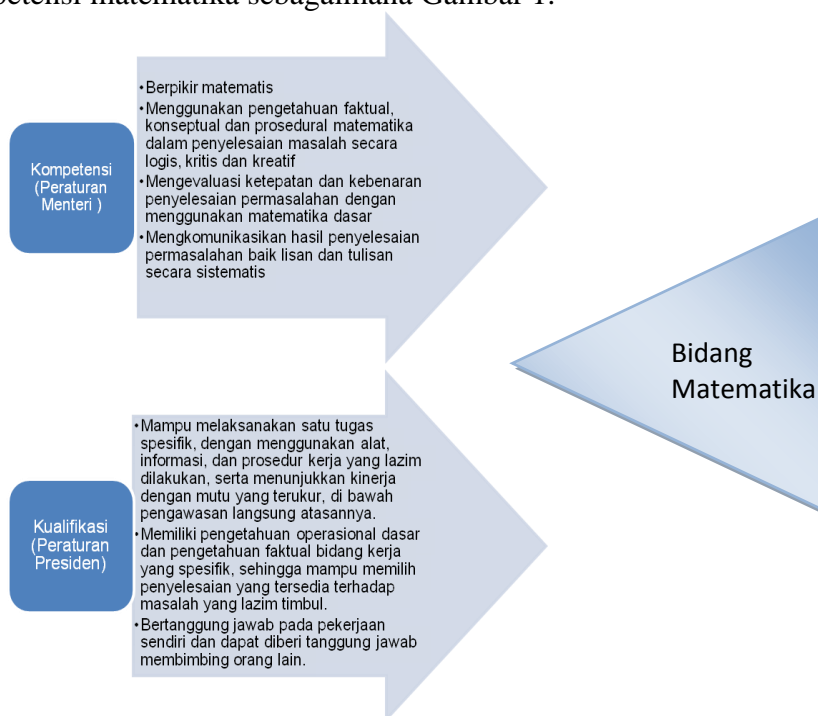 petensi matematika sebagaimana Gambar 1.
•Berpikir matematis
•Menggunakan pengetahuan faktual,
konseptual dan prosedural matematika
dalam penyelesaian masalah secara
logis, kritis dan kreatif
•Mengevaluasi ketepatan dan kebenaran
penyelesaian permasalahan dengan
menggunakan matematika dasar
•Mengkomunikasikan hasil penyelesaian
permasalahan baik lisan dan tulisan
secara sistematis
Kompetensi
(Peraturan
Menteri )
Bidang
Matematika
•Mampu melaksanakan satu tugas
spesifik, dengan menggunakan alat,
informasi, dan prosedur kerja yang lazim
dilakukan, serta menunjukkan kinerja
dengan mutu yang terukur, di bawah
pengawasan langsung atasannya.
•Memiliki pengetahuan operasional dasar
dan pengetahuan faktual bidang kerja
yang spesifik, sehingga mampu memilih
penyelesaian yang tersedia terhadap
masalah yang lazim timbul.
•Bertanggung jawab pada pekerjaan
sendiri dan dapat diberi tanggung jawab
membimbing orang lain.
Kualifikasi
(Peraturan
Presiden)